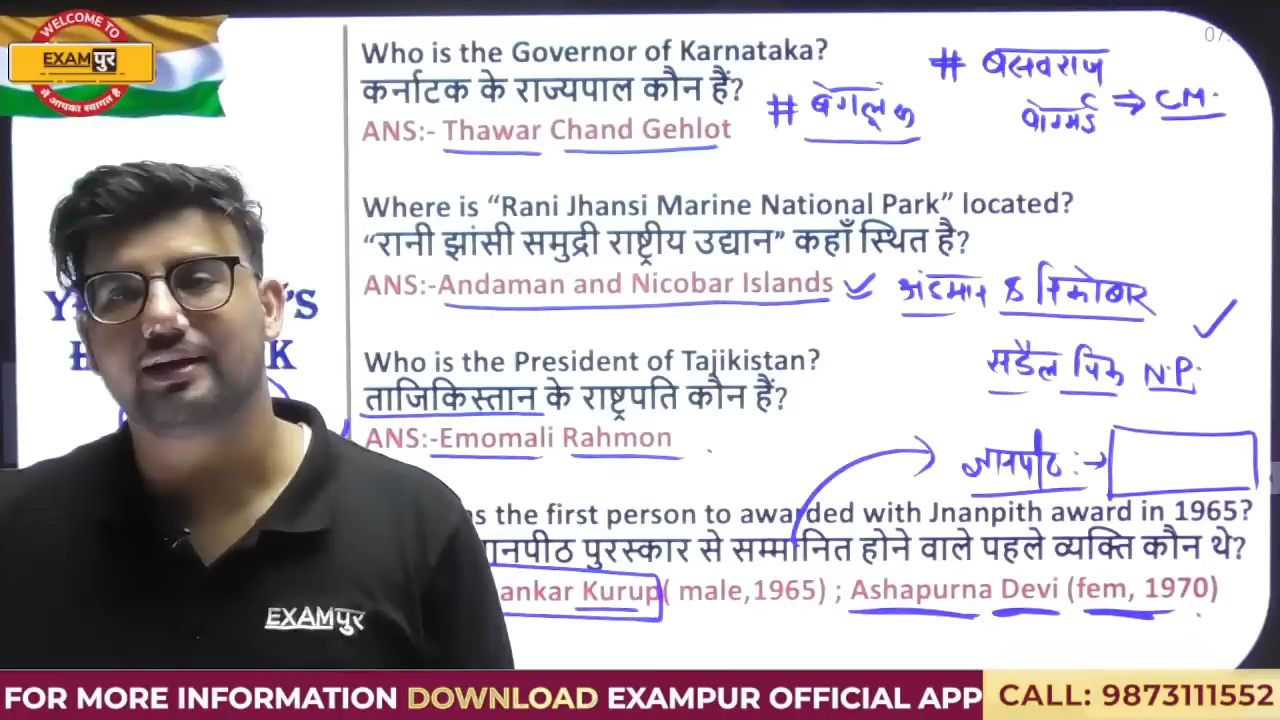 WELCOME TO
EXAMपुर
में आपका स्वागत है
07:
Who is the Governor of Karnataka?
कर्नाटक के राज्यपाल कौन हैं?
ANS:- Thawar Chand Gehlot
# बेंगलूरू
# बसवराज
बोम्मई ⇒ CM.
Where is “Rani Jhansi Marine National Park” located?
“रानी झांसी समुद्री राष्ट्रीय उद्यान” कहाँ स्थित है?
ANS:-Andaman and Nicobar Islands
अंडमान & निकोबार
सडैल पिक N.P.
Who is the President of Tajikistan?
ताजिकिस्तान के राष्ट्रपति कौन हैं?
ANS:-Emomali Rahmon
ज्ञानपीठ :→
s the first person to awarded with Jnanpith award in 1965?
ानपीठ पुरस्कार से सम्मानित होने वाले पहले व्यक्ति कौन थे?
ankar Kurup( male,1965) ; Ashapurna Devi (fem, 1970)
EXAMपुर
FOR MORE INFORMATION DOWNLOAD EXAMPUR OFFICIAL APP
CALL: 9873111552